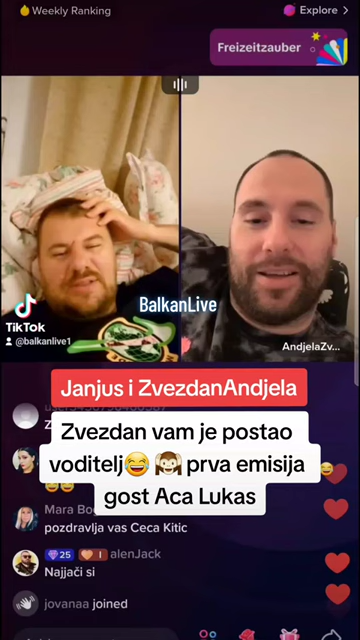 Weekly Ranking
Explore >
Freizeitzauber
BalkanLive
TikTok
@balkanlive1
AndjelaZv...
Janjus i ZvezdanAndjela
Zvezdan vam je postao
voditelj😂 🙊 prva emisija
gost Aca Lukas
Mara Bo
pozdravlja vas Ceca Kitic
25 I alenJack
Najjači si
jovanaa joined